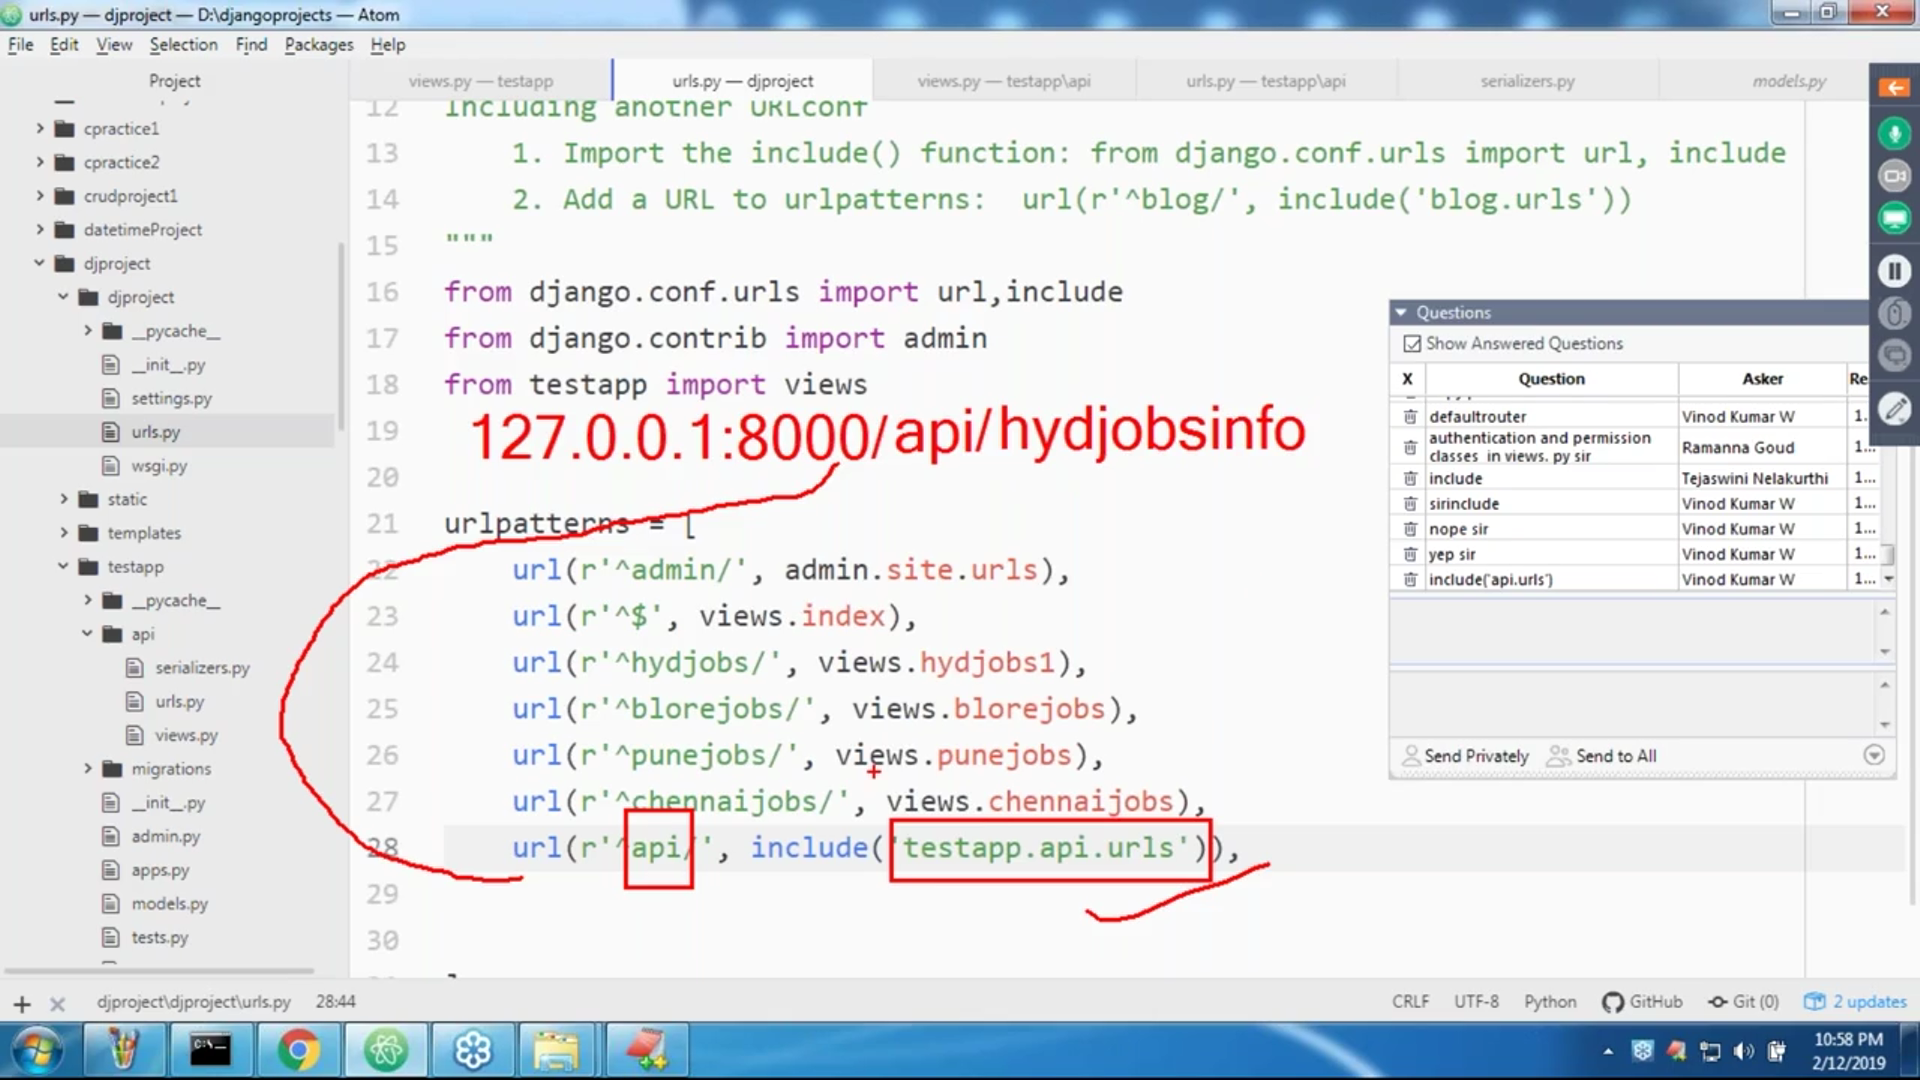 urls.py — djproject — D:\djangoprojects — Atom
File Edit View Selection Find Packages Help
Project
views.py — testapp
urls.py — djproject
views.py — testapp\api
urls.py — testapp\api
serializers.py
models.py
cpractice1
cpractice2
crudproject1
datetimeProject
djproject
djproject
__pycache__
__init__.py
settings.py
urls.py
wsgi.py
static
templates
testapp
__pycache__
api
serializers.py
urls.py
views.py
migrations
__init__.py
admin.py
apps.py
models.py
tests.py
12 Including another URLconf
13 1. Import the include() function: from django.conf.urls import url, include
14 2. Add a URL to urlpatterns:  url(r'^blog/', include('blog.urls'))
15 """
16 from django.conf.urls import url,include
17 from django.contrib import admin
18 from testapp import views
19
127.0.0.1:8000/api/hydjobsinfo
20
21 urlpatterns = [
22 url(r'^admin/', admin.site.urls),
23 url(r'^$', views.index),
24 url(r'^hydjobs/', views.hydjobs1),
25 url(r'^blorejobs/', views.blorejobs),
26 url(r'^punejobs/', views.punejobs),
27 url(r'^chennaijobs/', views.chennaijobs),
28 url(r'^api/', include('testapp.api.urls')),
29
30
Questions
Show Answered Questions
X Question Asker Re
defaultrouter Vinod Kumar W 1.
authentication and permission
classes in views. py sir Ramanna Goud 1...
include Tejaswini Nelakurthi 1...
sirinclude Vinod Kumar W 1...
nope sir Vinod Kumar W 1...
yep sir Vinod Kumar W 1...
include('api.urls') Vinod Kumar W 1...
Send Privately Send to All
djproject\djproject\urls.py 28:44
CRLF UTF-8 Python GitHub Git (0) 2 updates
10:58 PM
2/12/2019